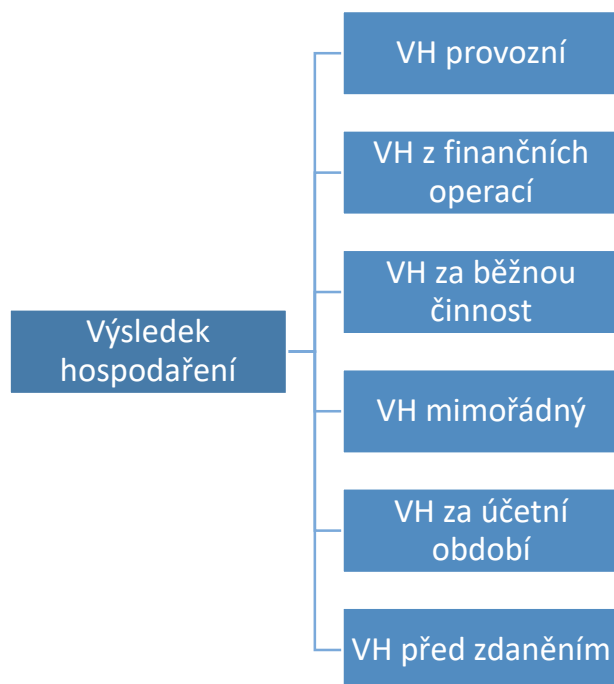 VH provozní
VH z finančních
operací
VH za běžnou
činnost
Výsledek
hospodaření
VH mimořádný
VH za účetní
období
VH před zdaněním